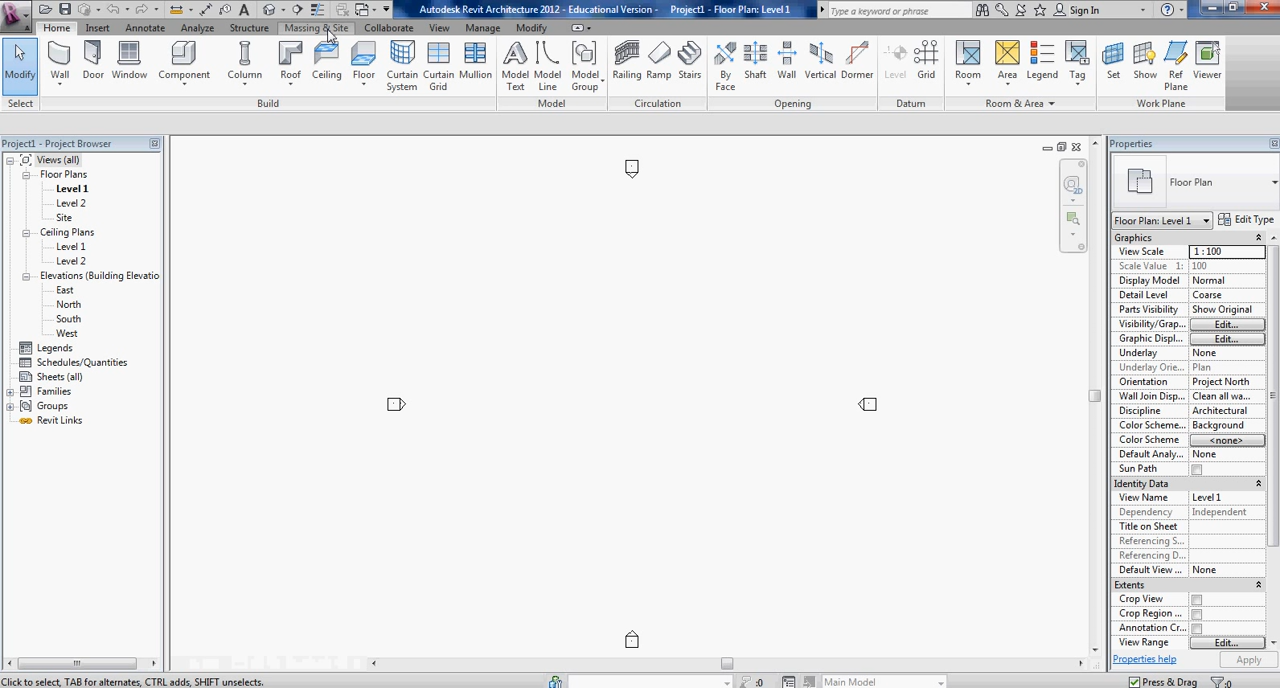 Autodesk Revit Architecture 2012 - Educational Version - Project1 - Floor Plan: Level 1
Type a keyword or phrase
Sign In
Home Insert Annotate Analyze Structure Massing & Site Collaborate View Manage Modify
Modify Wall Door Window Component Column Roof Ceiling Floor Curtain System Curtain Grid Mullion Model Text Model Line Model Group Railing Ramp Stairs By Face Shaft Wall Vertical Dormer Level Grid Room Area Legend Tag Set Show Ref Plane Viewer
Select Build Model Circulation Opening Datum Room & Area Work Plane
Project1 - Project Browser
Views (all)
Floor Plans
Level 1
Level 2
Site
Ceiling Plans
Level 1
Level 2
Elevations (Building Elevatio
East
North
South
West
Legends
Schedules/Quantities
Sheets (all)
Families
Groups
Revit Links
2D
Properties
Floor Plan
Floor Plan: Level 1 Edit Type
Graphics
View Scale 1 : 100
Scale Value 1: 100
Display Model Normal
Detail Level Coarse
Parts Visibility Show Original
Visibility/Grap... Edit...
Graphic Displ... Edit...
Underlay None
Underlay Orie... Plan
Orientation Project North
Wall Join Disp... Clean all wa...
Discipline Architectural
Color Scheme... Background
Color Scheme <none>
Default Analy... None
Sun Path
Identity Data
View Name Level 1
Dependency Independent
Title on Sheet
Referencing S...
Referencing D...
Default View ... None
Extents
Crop View
Crop Region ...
Annotation Cr...
View Range Edit...
Properties help Apply
Click to select, TAB for alternates, CTRL adds, SHIFT unselects.
:0
Main Model
Press & Drag
:0